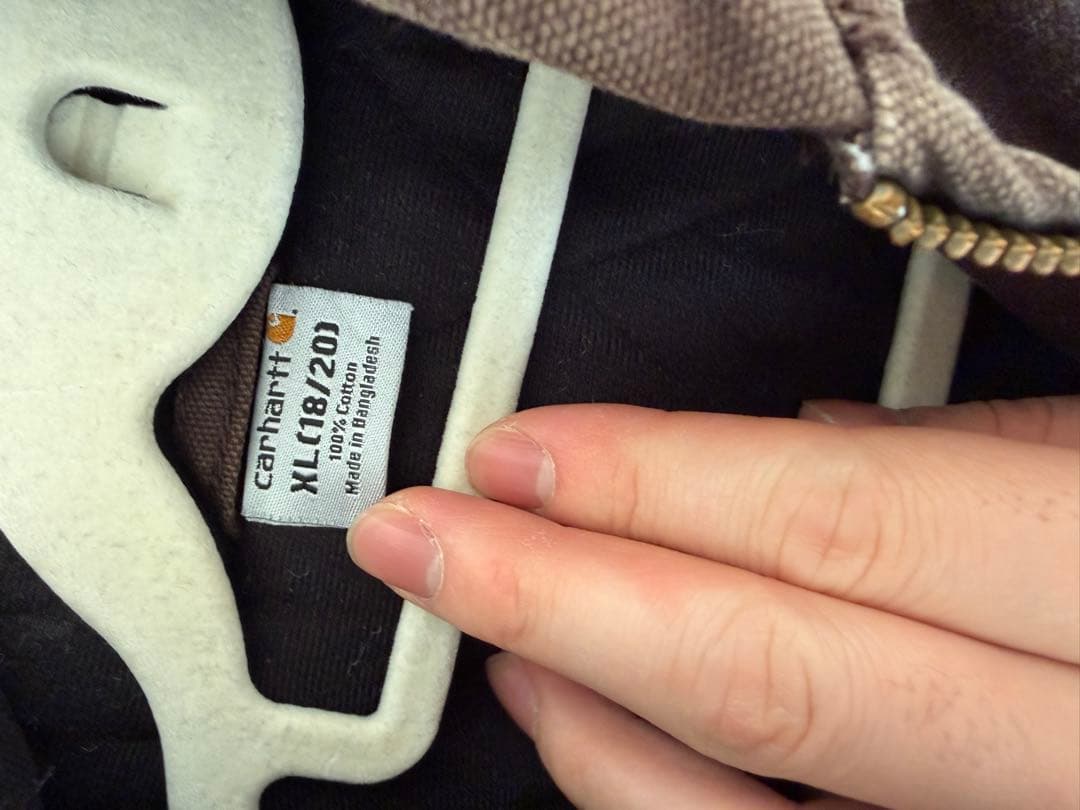 carhartt
XL(18/20)
100% Cotton
Made in Bangladesh